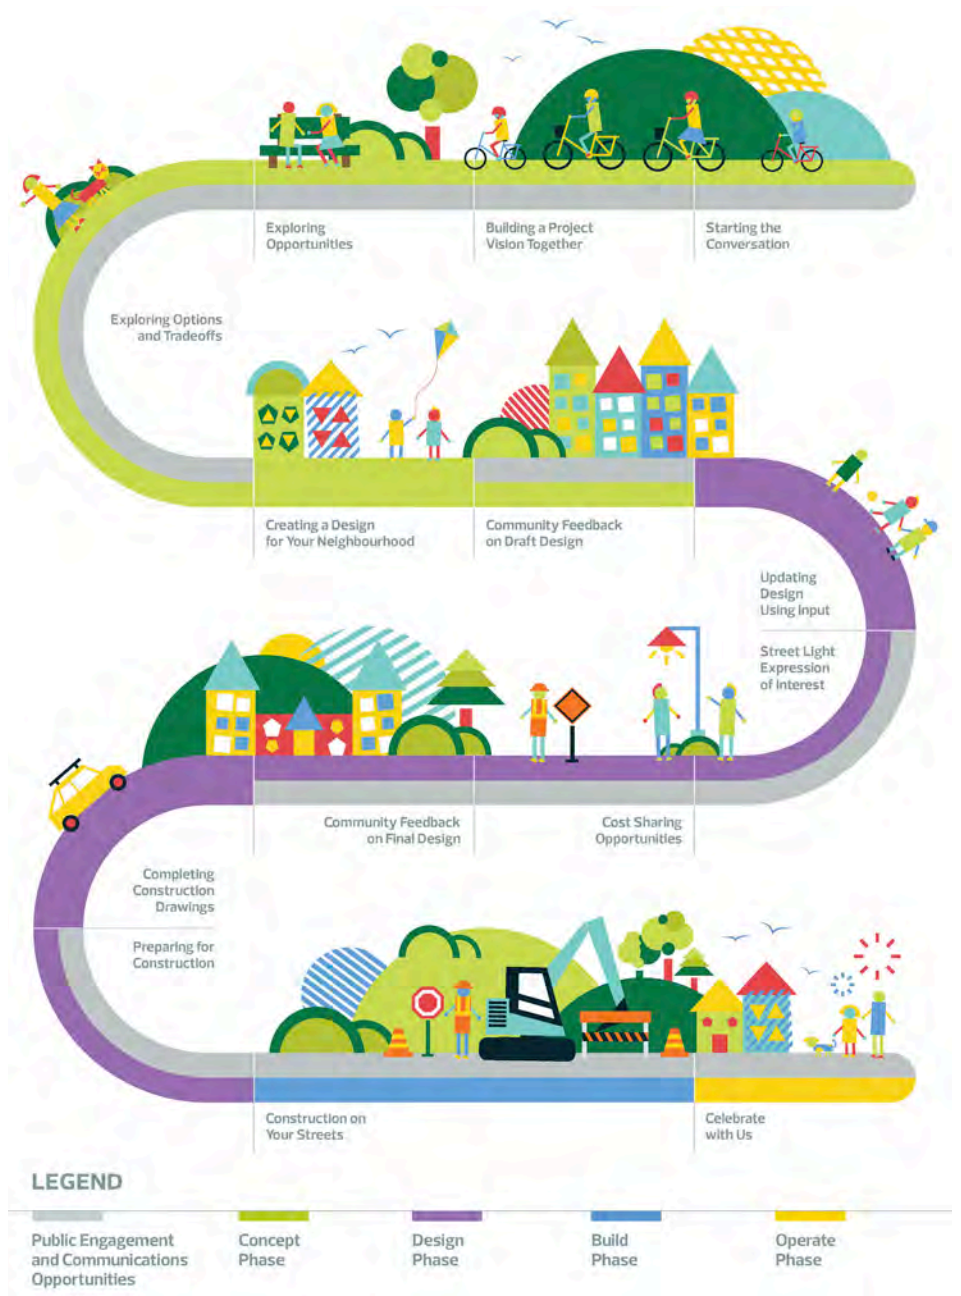 Exploring
Opportunities
Building a Project
Vision Together
Starting the
Conversation
Exploring Options
and Tradeoffs
Creating a Design
for Your Neighbourhood
Community Feedback
on Draft Design
Updating
Design
Using Input
Street Light
Expression
of Interest
Community Feedback
on Final Design
Cost Sharing
Opportunities
Completing
Construction
Drawings
Preparing for
Construction
Construction on
Your Streets
Celebrate
with Us
LEGEND
Public Engagement
and Communications
Opportunities
Concept
Phase
Design
Phase
Build
Phase
Operate
Phase